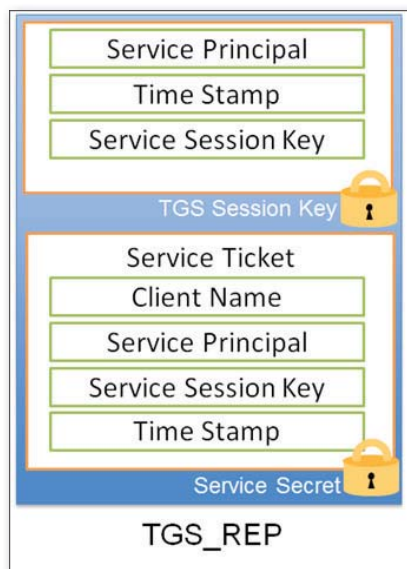 Service Principal
Time Stamp
Service Session Key
TGS Session Key
Service Ticket
Client Name
Service Principal
Service Session Key
Time Stamp
Service Secret
TGS_REP